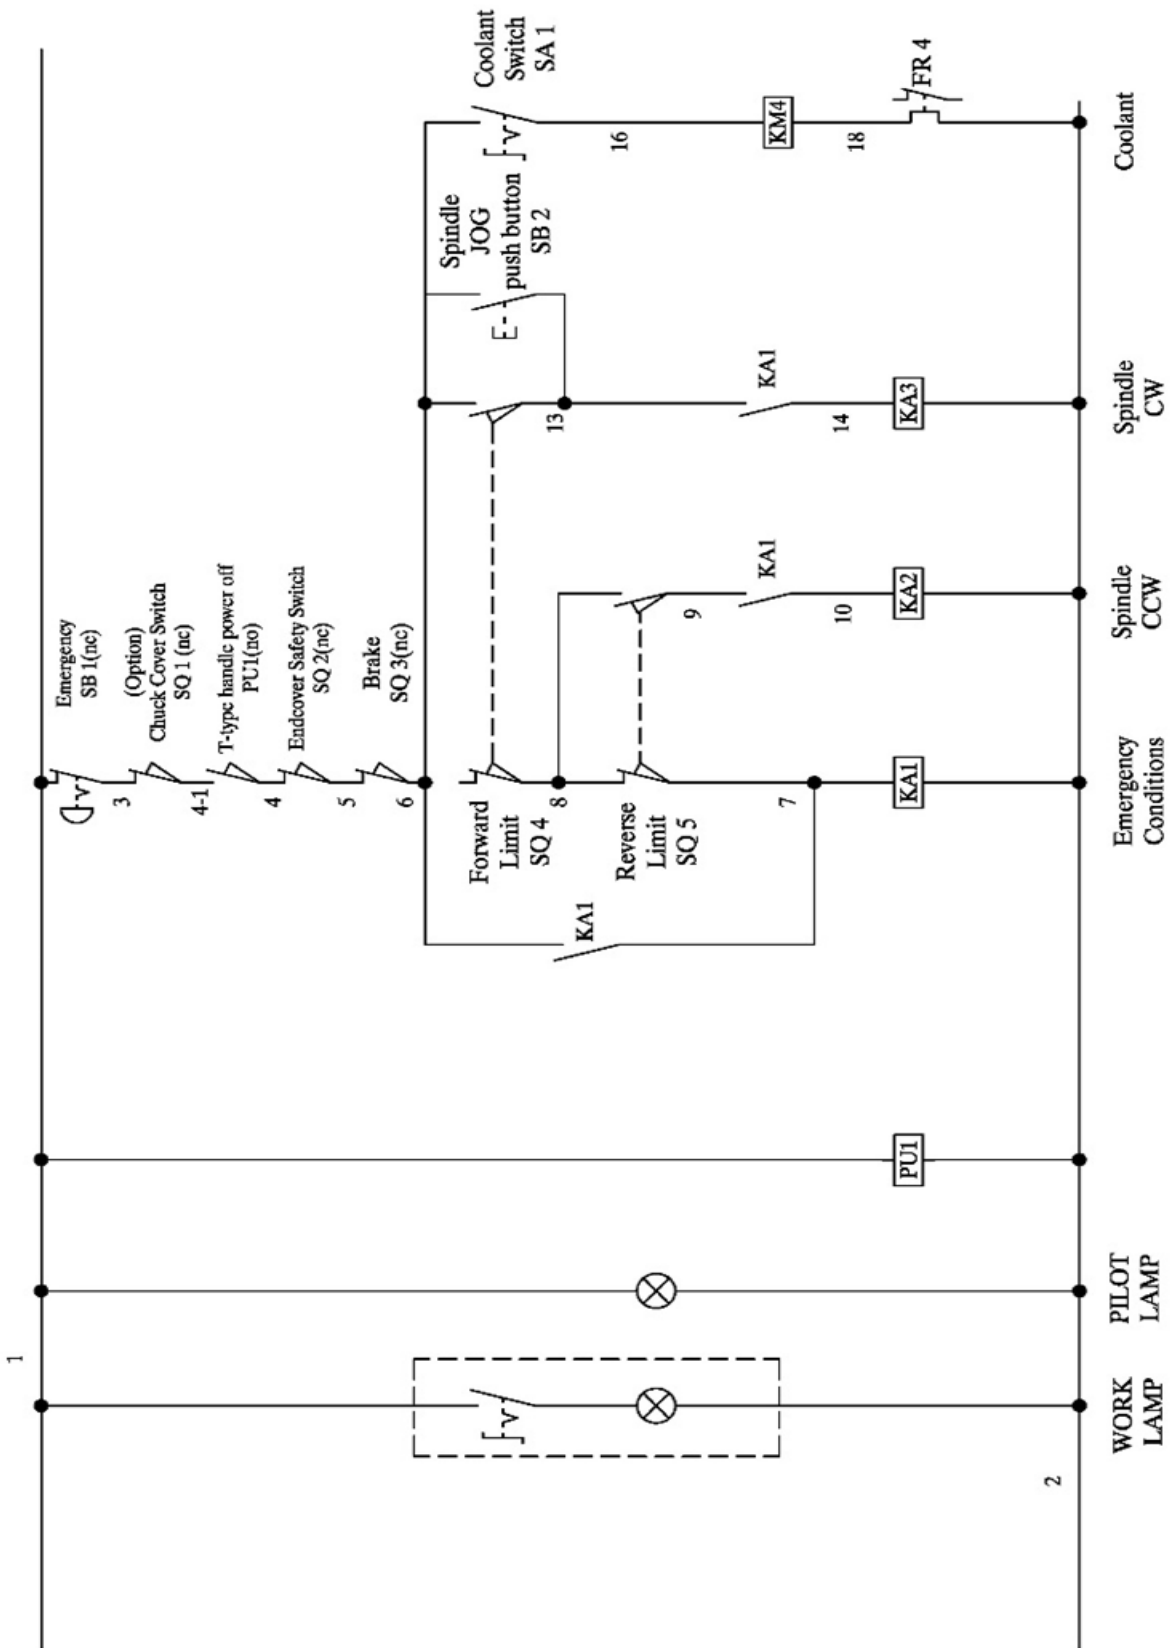 1
Emergency
SB 1(nc)
3
(Option)
Chuck Cover Switch
SQ 1 (nc)
4-1
T-type handle power off
PU1(no)
4
Endcover Safety Switch
SQ 2(nc)
5
Brake
SQ 3(nc)
6
Forward
Limit
SQ 4
Spindle
JOG
push button
SB 2
Coolant
Switch
SA 1
KA1
8
13
Reverse
Limit
SQ 5
9
16
7
KA1
KA1
KM4
10
14
18
PU1
KA1
KA2
KA3
FR 4
2
WORK
LAMP
PILOT
LAMP
Emergency
Conditions
Spindle
CCW
Spindle
CW
Coolant